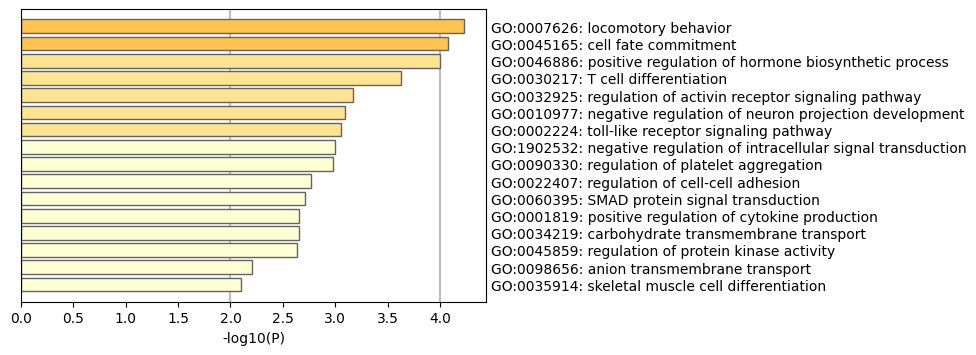 GO:0007626: locomotory behavior
GO:0045165: cell fate commitment
GO:0046886: positive regulation of hormone biosynthetic process
GO:0030217: T cell differentiation
GO:0032925: regulation of activin receptor signaling pathway
GO:0010977: negative regulation of neuron projection development
GO:0002224: toll-like receptor signaling pathway
GO:1902532: negative regulation of intracellular signal transduction
GO:0090330: regulation of platelet aggregation
GO:0022407: regulation of cell-cell adhesion
GO:0060395: SMAD protein signal transduction
GO:0001819: positive regulation of cytokine production
GO:0034219: carbohydrate transmembrane transport
GO:0045859: regulation of protein kinase activity
GO:0098656: anion transmembrane transport
GO:0035914: skeletal muscle cell differentiation
0.0 0.5 1.0 1.5 2.0 2.5 3.0 3.5 4.0
-log10(P)